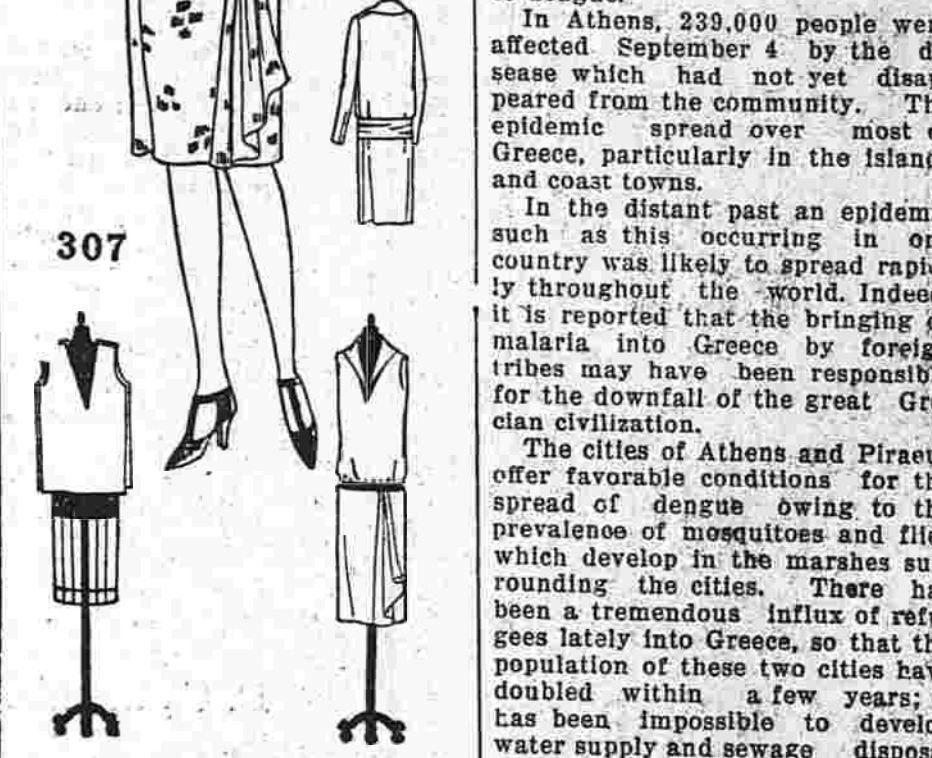 307
In Athens, 239,000 people wer
affected September 4 by the d
sease which had not yet disap
peared from the community. Th
epidemic spread over most o
Greece, particularly in the island
and coast towns.
In the distant past an epidemi
such as this occurring in on
country was likely to spread rapid
ly throughout the world. Indeed
it is reported that the bringing o
malaria into Greece by foreig
tribes may have been responsibl
for the downfall of the great Gre
cian civilization.
The cities of Athens and Piraeu
offer favorable conditions for th
spread of dengue owing to th
prevalence of mosquitoes and flie
which develop in the marshes sur
rounding the cities. There ha
been a tremendous influx of refu
gees lately into Greece, so that th
population of these two cities hav
doubled within a few years;
has been impossible to develo
water supply and sewage dispos